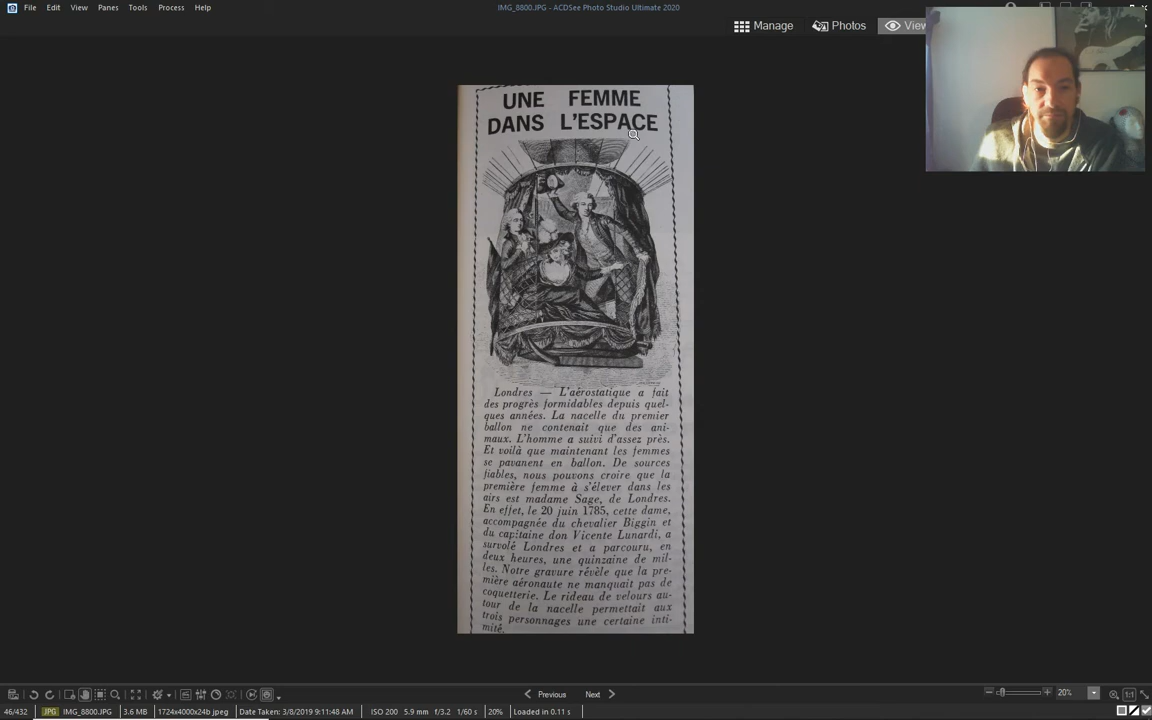 IMG_8800.JPG - ACDSee Photo Studio Ultimate 2020
File Edit View Panes Tools Process Help
Manage Photos View
UNE FEMME
DANS L'ESPACE
Londres — L'aérostatique a fait
des progrès formidables depuis quel-
ques années. La nacelle du premier
ballon ne contenait que des ani-
maux. L'homme a suivi d'assez près.
Et voilà que maintenant les femmes
se pavanent en ballon. De sources
fiables, nous pouvons croire que la
première femme à s'élever dans les
airs est madame Sage, de Londres.
En effet, le 20 juin 1785, cette dame,
accompagnée du chevalier Biggin et
du capitaine don Vicente Lunardi, a
survolé Londres et a parcouru, en
deux heures, une quinzaine de mil-
les. Notre gravure révèle que la pre-
mière aéronaute ne manquait pas de
coquetterie. Le rideau de velours au-
tour de la nacelle permettait aux
trois personnages une certaine inti-
mité.
Previous Next
20%
1:1
46/432 JPG IMG_8800.JPG 3.6 MB 1724x4000x24b jpeg Date Taken: 3/8/2019 9:11:48 AM ISO 200 5.9 mm f/3.2 1/60 s 20% Loaded in 0.11 s